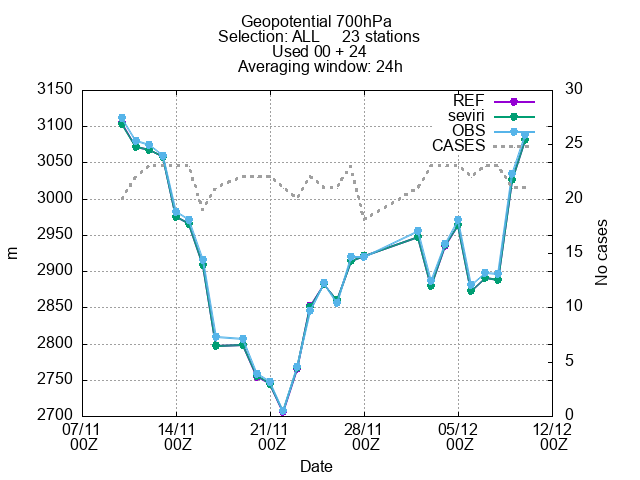 Geopotential 700hPa
Selection: ALL 23 stations
Used 00 + 24
Averaging window: 24h
3150 30
REF
seviri
OBS
CASES
3100 25
3050
3000 20
2950
2900 15
2850 10
2800
2750 5
2700 0
m
No cases
07/11 14/11 21/11 28/11 05/12 12/12
00Z 00Z 00Z 00Z 00Z 00Z
Date